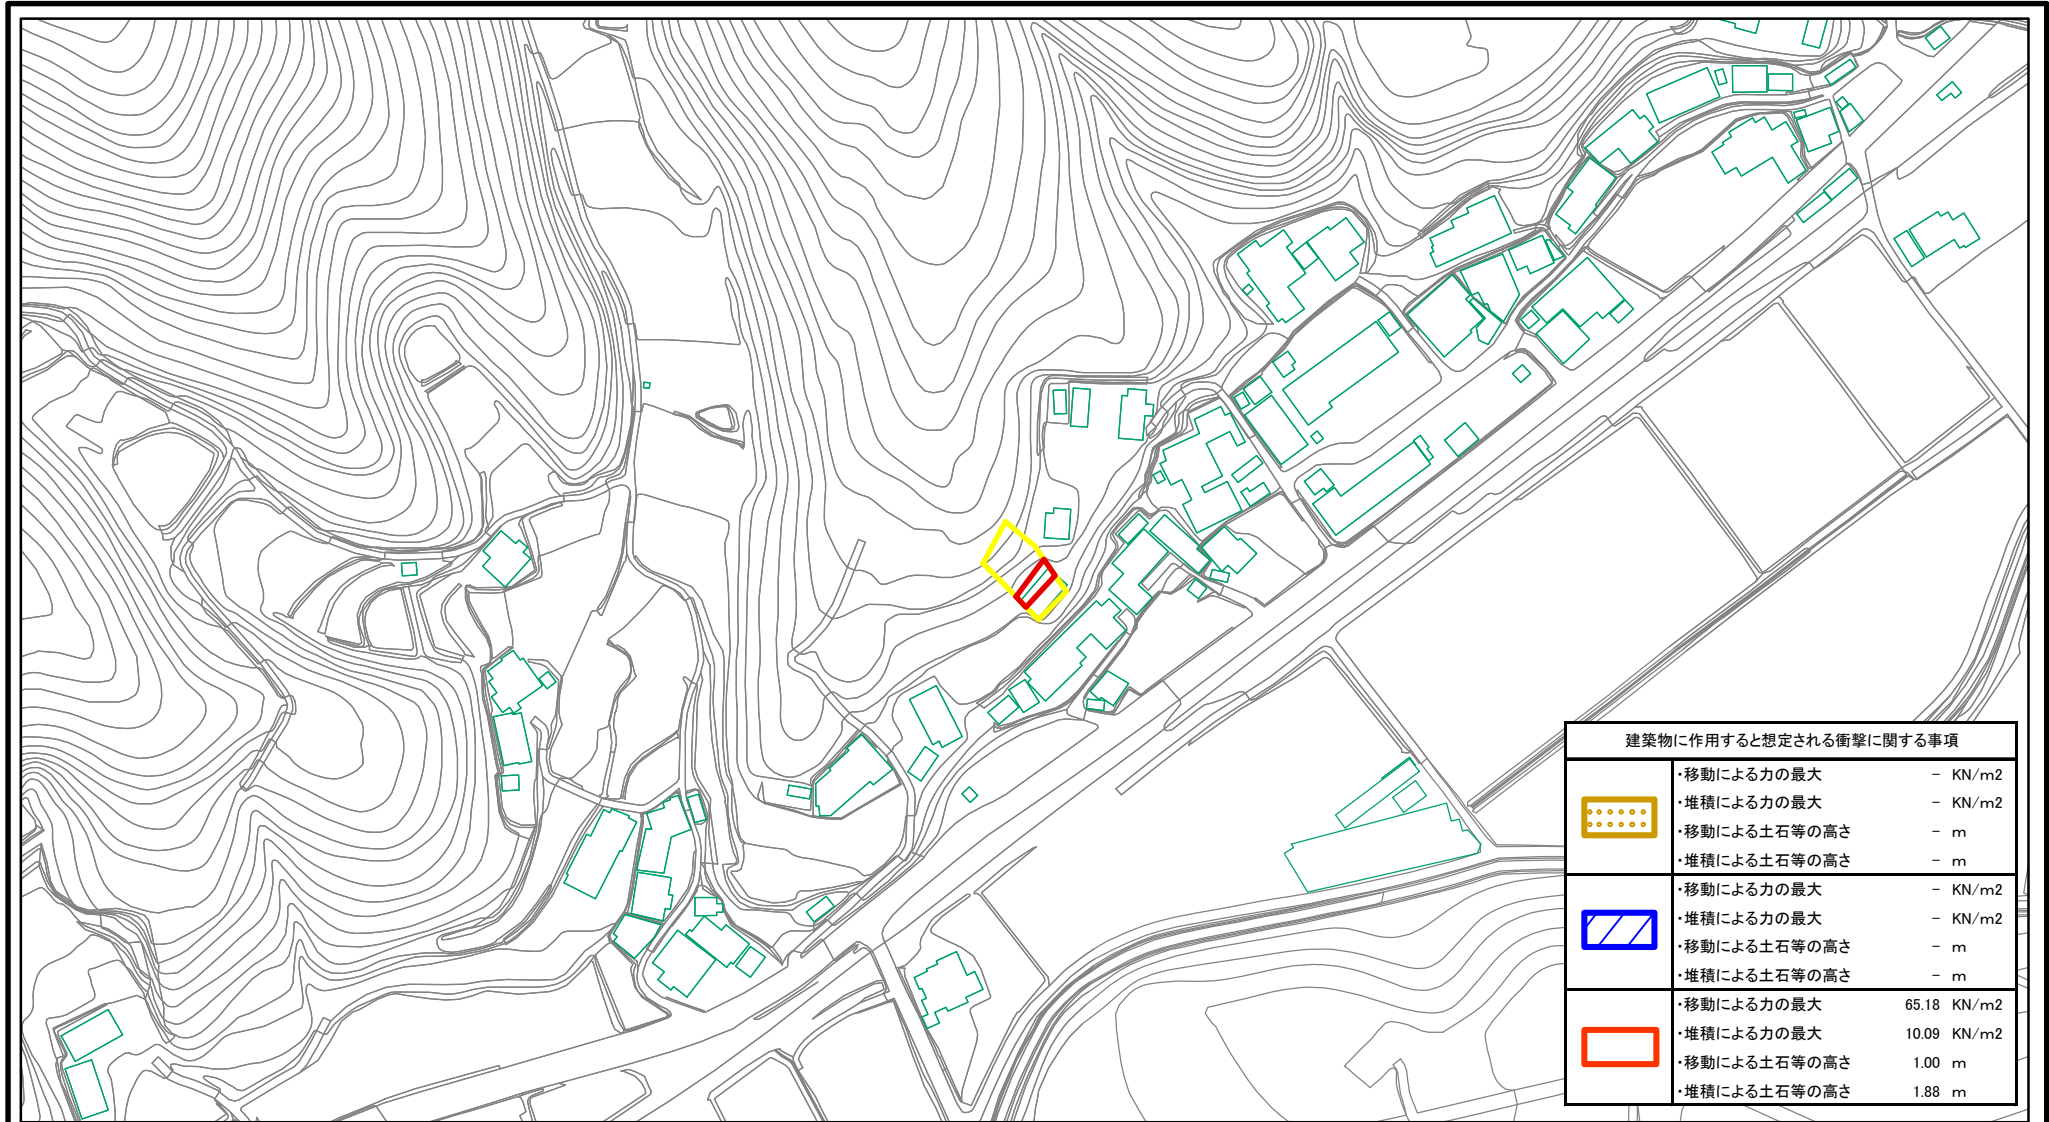 建築物に作用すると想定される衝撃に関する事項
・移動による力の最大 － KN/m2
・堆積による力の最大 － KN/m2
・移動による土石等の高さ － m
・堆積による土石等の高さ － m
・移動による力の最大 － KN/m2
・堆積による力の最大 － KN/m2
・移動による土石等の高さ － m
・堆積による土石等の高さ － m
・移動による力の最大 65.18 KN/m2
・堆積による力の最大 10.09 KN/m2
・移動による土石等の高さ 1.00 m
・堆積による土石等の高さ 1.88 m